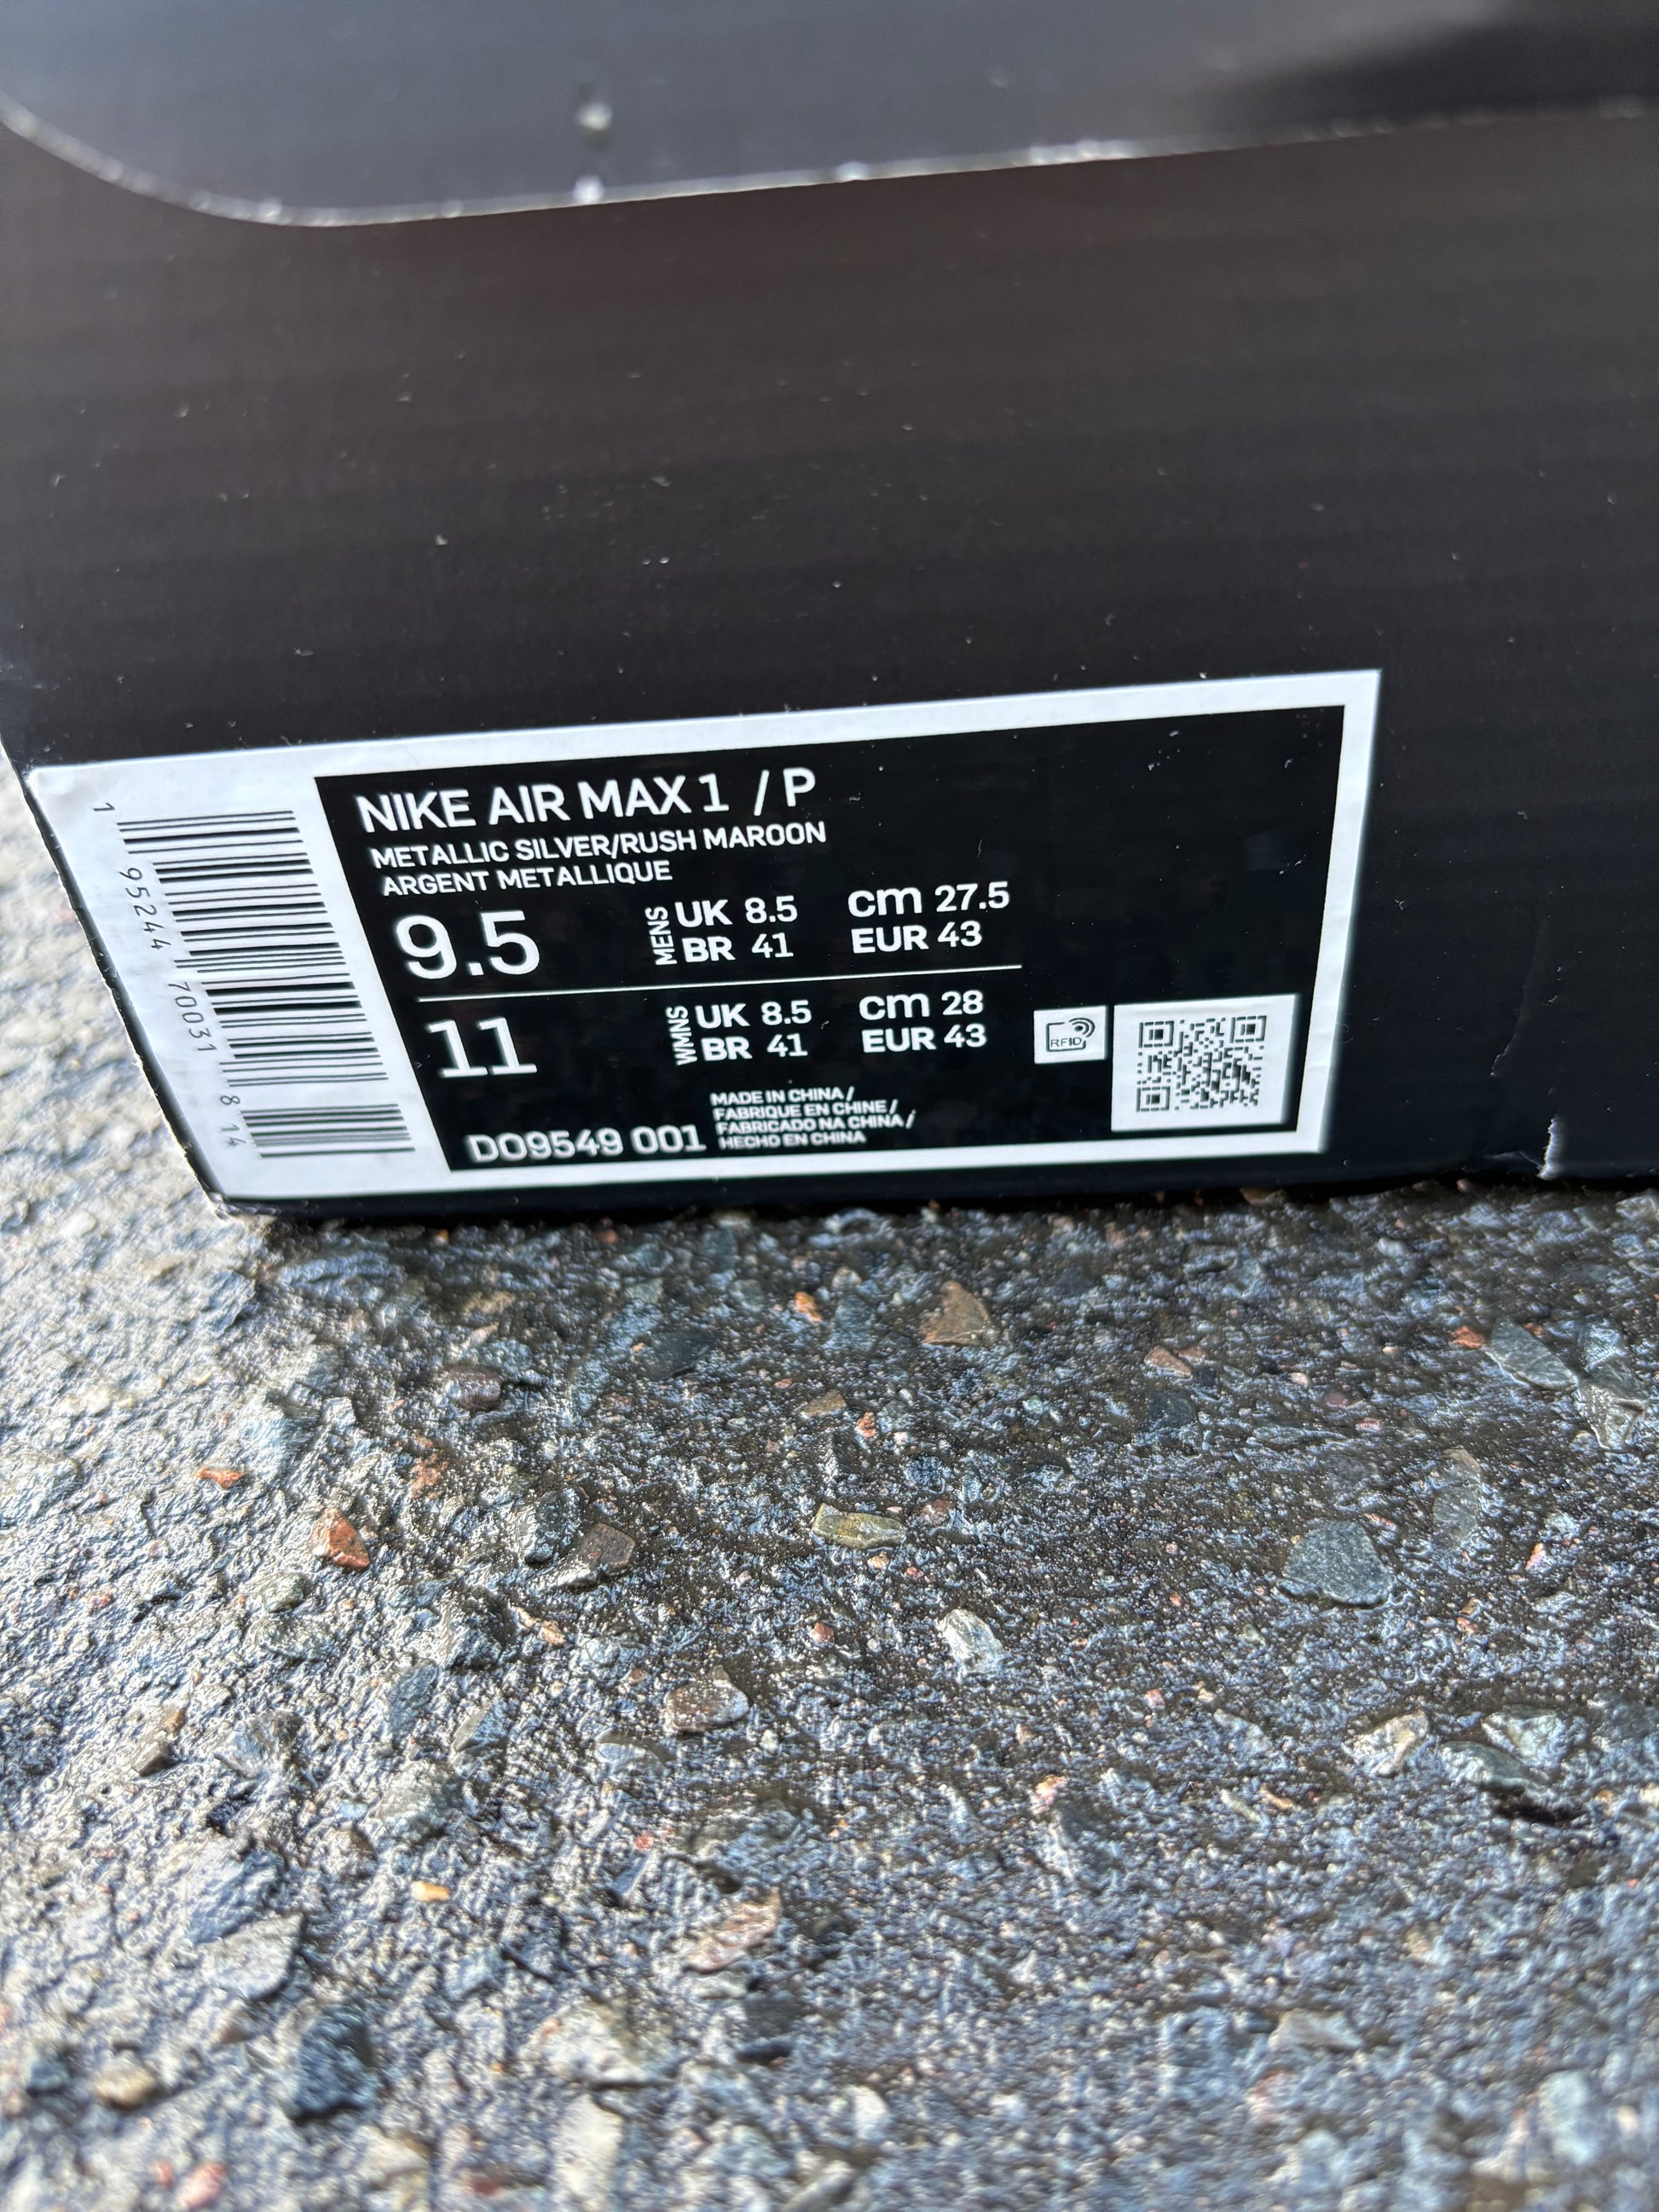 NIKE AIR MAX 1 / P
METALLIC SILVER/RUSH MAROON
ARGENT METALLIQUE
9.5
MENS
UK 8.5
cm 27.5
BR 41
EUR 43
11
WMNS
UK 8.5
cm 28
BR 41
EUR 43
RFID
DO9549 001
MADE IN CHINA /
FABRIQUE EN CHINE /
FABRICADO NA CHINA /
HECHO EN CHINA
1 95244 70031 8 14